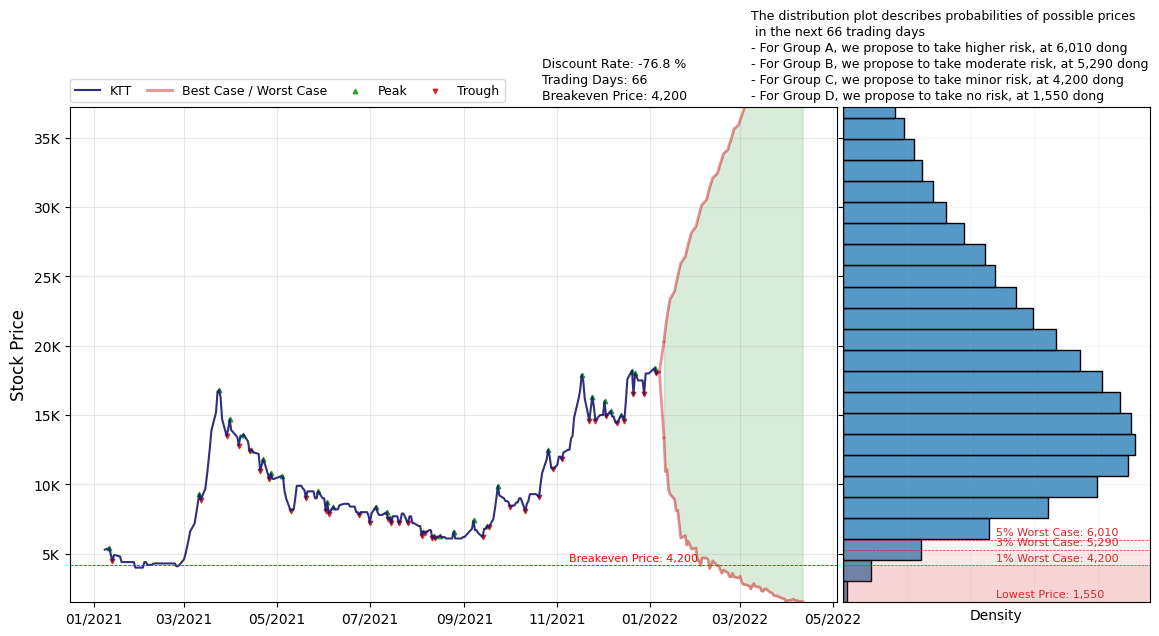 The distribution plot describes probabilities of possible prices
in the next 66 trading days
- For Group A, we propose to take higher risk, at 6,010 dong
- For Group B, we propose to take moderate risk, at 5,290 dong
- For Group C, we propose to take minor risk, at 4,200 dong
- For Group D, we propose to take no risk, at 1,550 dong
Discount Rate: -76.8 %
Trading Days: 66
Breakeven Price: 4,200
KTT
Best Case / Worst Case
Peak
Trough
Stock Price
35K
30K
25K
20K
15K
10K
5K
Breakeven Price: 4,200
5% Worst Case: 6,010
3% Worst Case: 5,290
1% Worst Case: 4,200
Lowest Price: 1,550
01/2021
03/2021
05/2021
07/2021
09/2021
11/2021
01/2022
03/2022
05/2022
Density